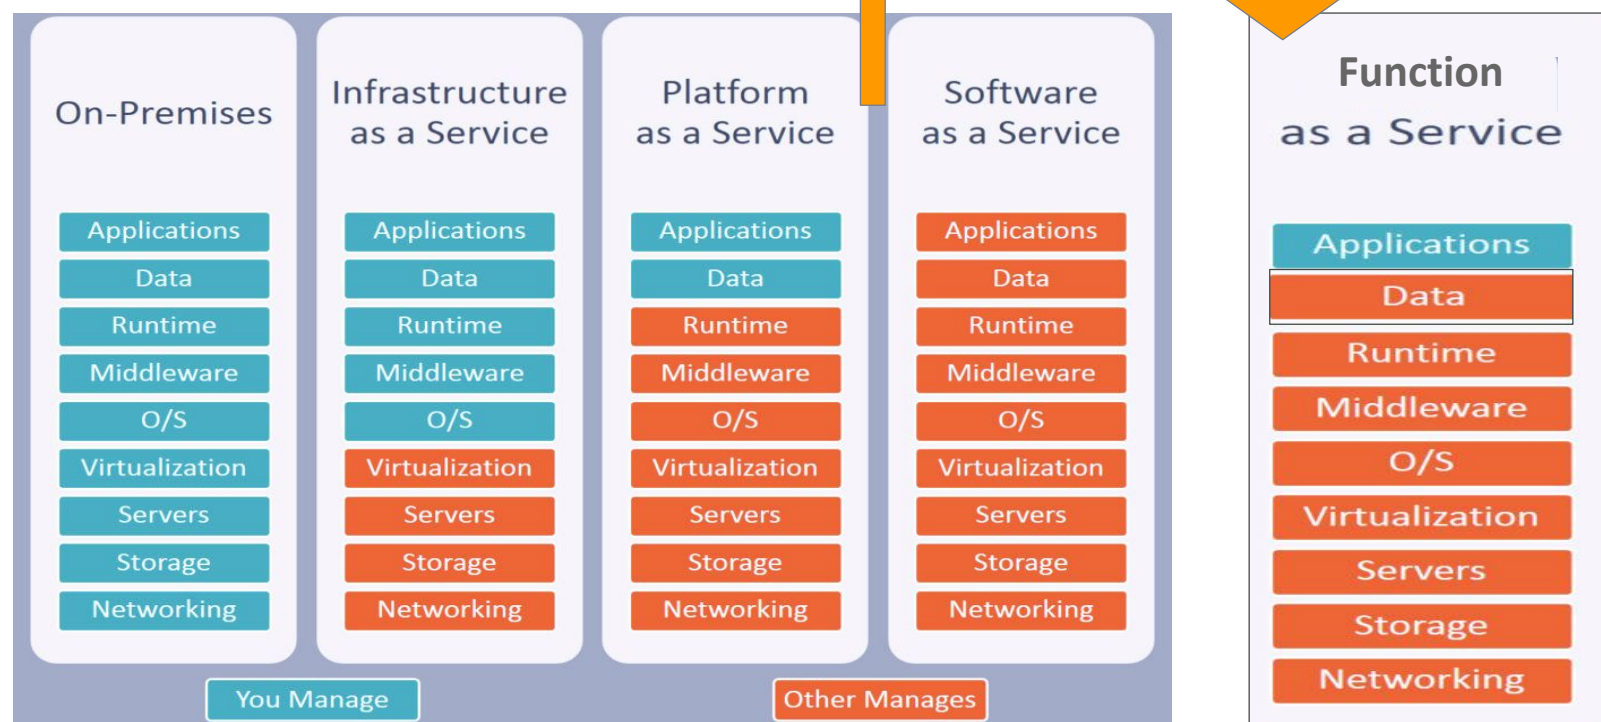 On-Premises
Applications
Data
Runtime
Middleware
O/S
Virtualization
Servers
Storage
Networking
Infrastructure
as a Service
Applications
Data
Runtime
Middleware
O/S
Virtualization
Servers
Storage
Networking
Platform
as a Service
Applications
Data
Runtime
Middleware
O/S
Virtualization
Servers
Storage
Networking
Software
as a Service
Applications
Data
Runtime
Middleware
O/S
Virtualization
Servers
Storage
Networking
You Manage
Other Manages
Function
as a Service
Applications
Data
Runtime
Middleware
O/S
Virtualization
Servers
Storage
Networking